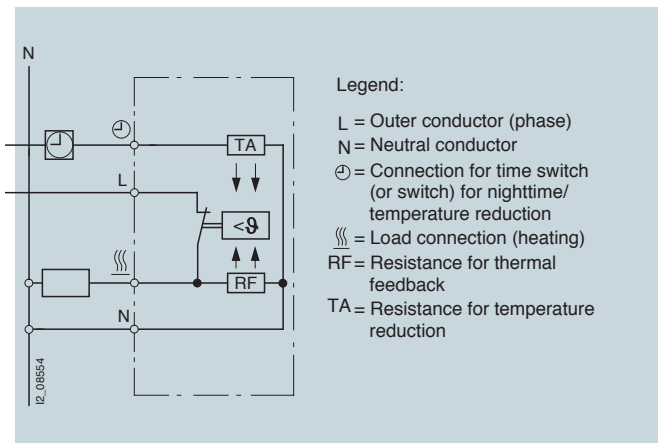 N
Legend:
L = Outer conductor (phase)
N = Neutral conductor
= Connection for time switch
(or switch) for nighttime/
temperature reduction
= Load connection (heating)
RF = Resistance for thermal
feedback
TA = Resistance for temperature
reduction
TA
L
<ϑ
RF
N
I2_08554